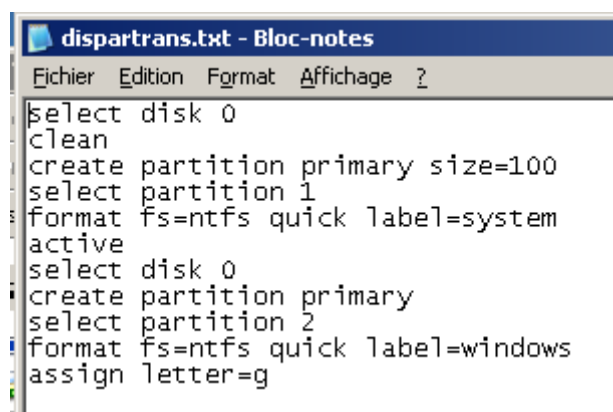 dispartrans.txt - Bloc-notes
Fichier Edition Format Affichage ?
select disk 0
clean
create partition primary size=100
select partition 1
format fs=ntfs quick label=system
active
select disk 0
create partition primary
select partition 2
format fs=ntfs quick label=windows
assign letter=g